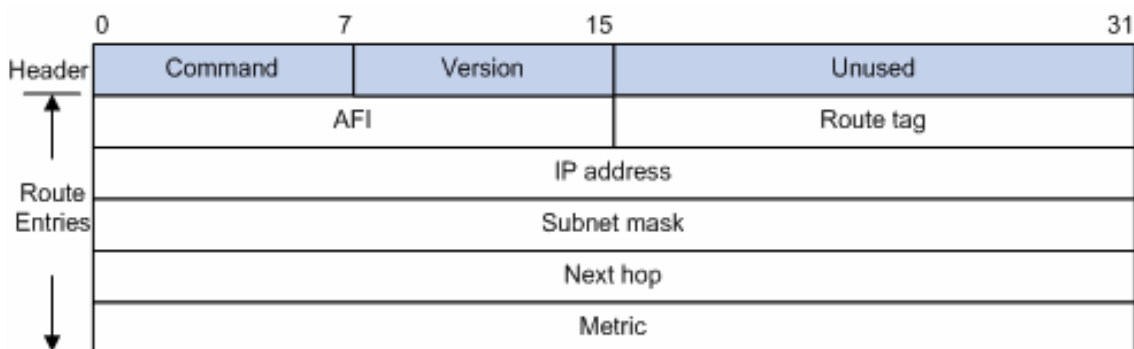 0 7 15 31
Header Command Version Unused
AFI Route tag
IP address
Route
Entries
Subnet mask
Next hop
Metric